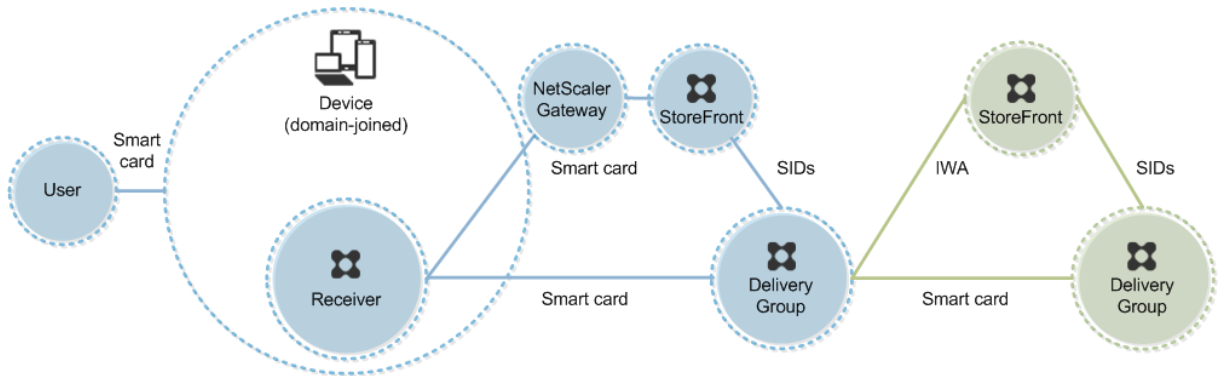 User
Smart
card
Device
(domain-joined)
Receiver
NetScaler
Gateway
StoreFront
Smart card
SIDs
Smart card
Delivery
Group
IWA
StoreFront
SIDs
Smart card
Delivery
Group